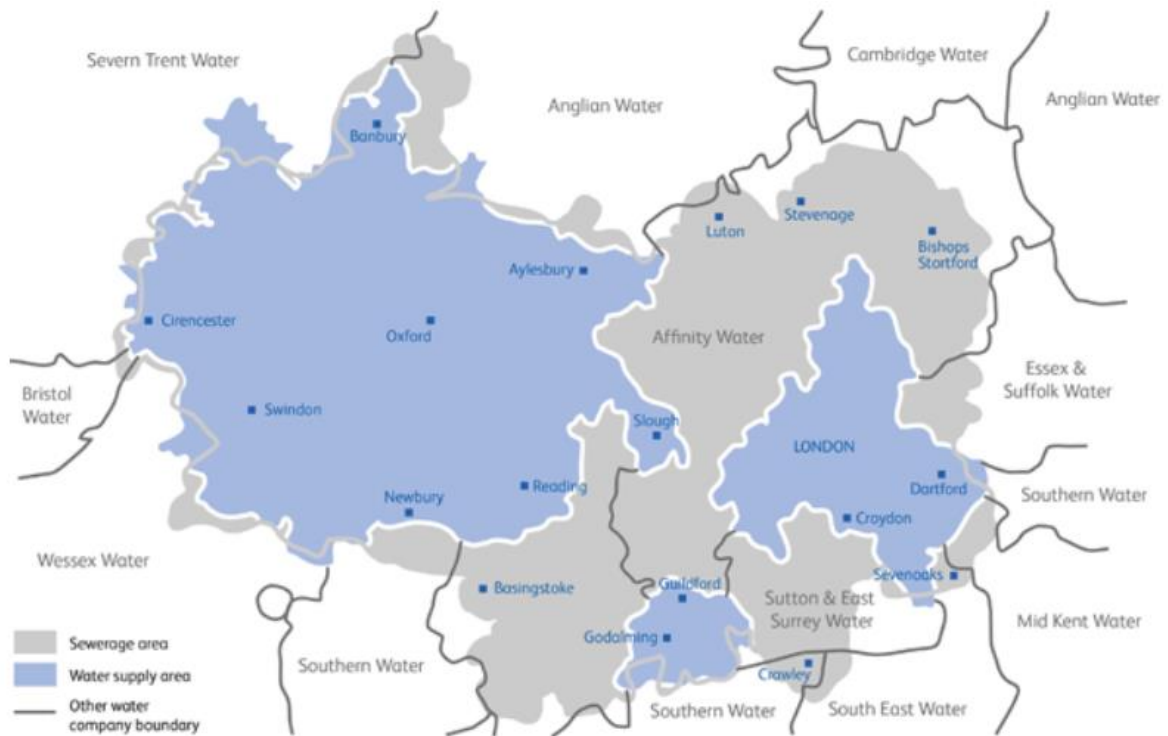 Severn Trent Water
Cambridge Water
Anglian Water
Anglian Water
Banbury
Luton
Stevenage
Bishops
Stortford
Aylesbury
Cirencester
Oxford
Affinity Water
Bristol
Water
Essex &
Suffolk Water
Swindon
Slough
LONDON
Reading
Newbury
Dartford
Southern Water
Croydon
Wessex Water
Basingstoke
Guildford
Sevenoaks
Sutton & East
Surrey Water
Godalming
Mid Kent Water
Southern Water
Crawley
Southern Water
South East Water
Sewerage area
Water supply area
Other water
company boundary